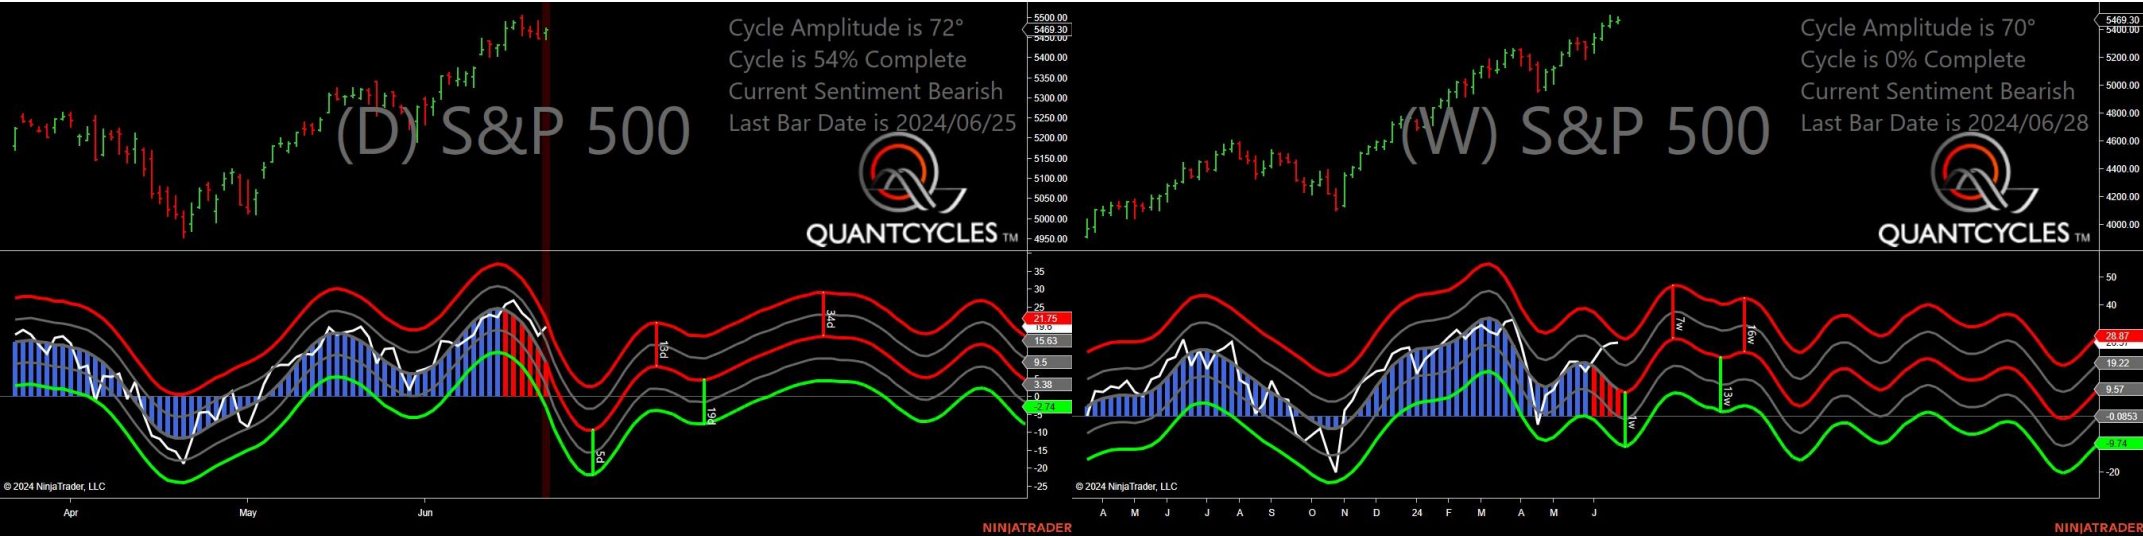 Cycle Amplitude is 72°
Cycle is 54% Complete
Current Sentiment Bearish
Last Bar Date is 2024/06/25
(D) S&P 500
QUANTCYCLES TM
5500.00
5469.30
5450.00
5400.00
5350.00
5300.00
5250.00
5200.00
5150.00
5100.00
5050.00
5000.00
4950.00
35
30
25
21.75
19.6
15.63
9.5
3.38
0
-2.74
-5
-10
-15
-20
-25
13d
34d
19d
5d
© 2024 NinjaTrader, LLC
Apr May Jun
NINJATRADER
Cycle Amplitude is 70°
Cycle is 0% Complete
Current Sentiment Bearish
Last Bar Date is 2024/06/28
(W) S&P 500
QUANTCYCLES TM
5469.30
5400.00
5200.00
5000.00
4800.00
4600.00
4400.00
4200.00
4000.00
50
40
28.87
19.22
9.57
-0.0853
-9.74
-20
7w
16w
13w
1w
© 2024 NinjaTrader, LLC
A M J J A S O N D 24 F M A M J
NINJATRADER